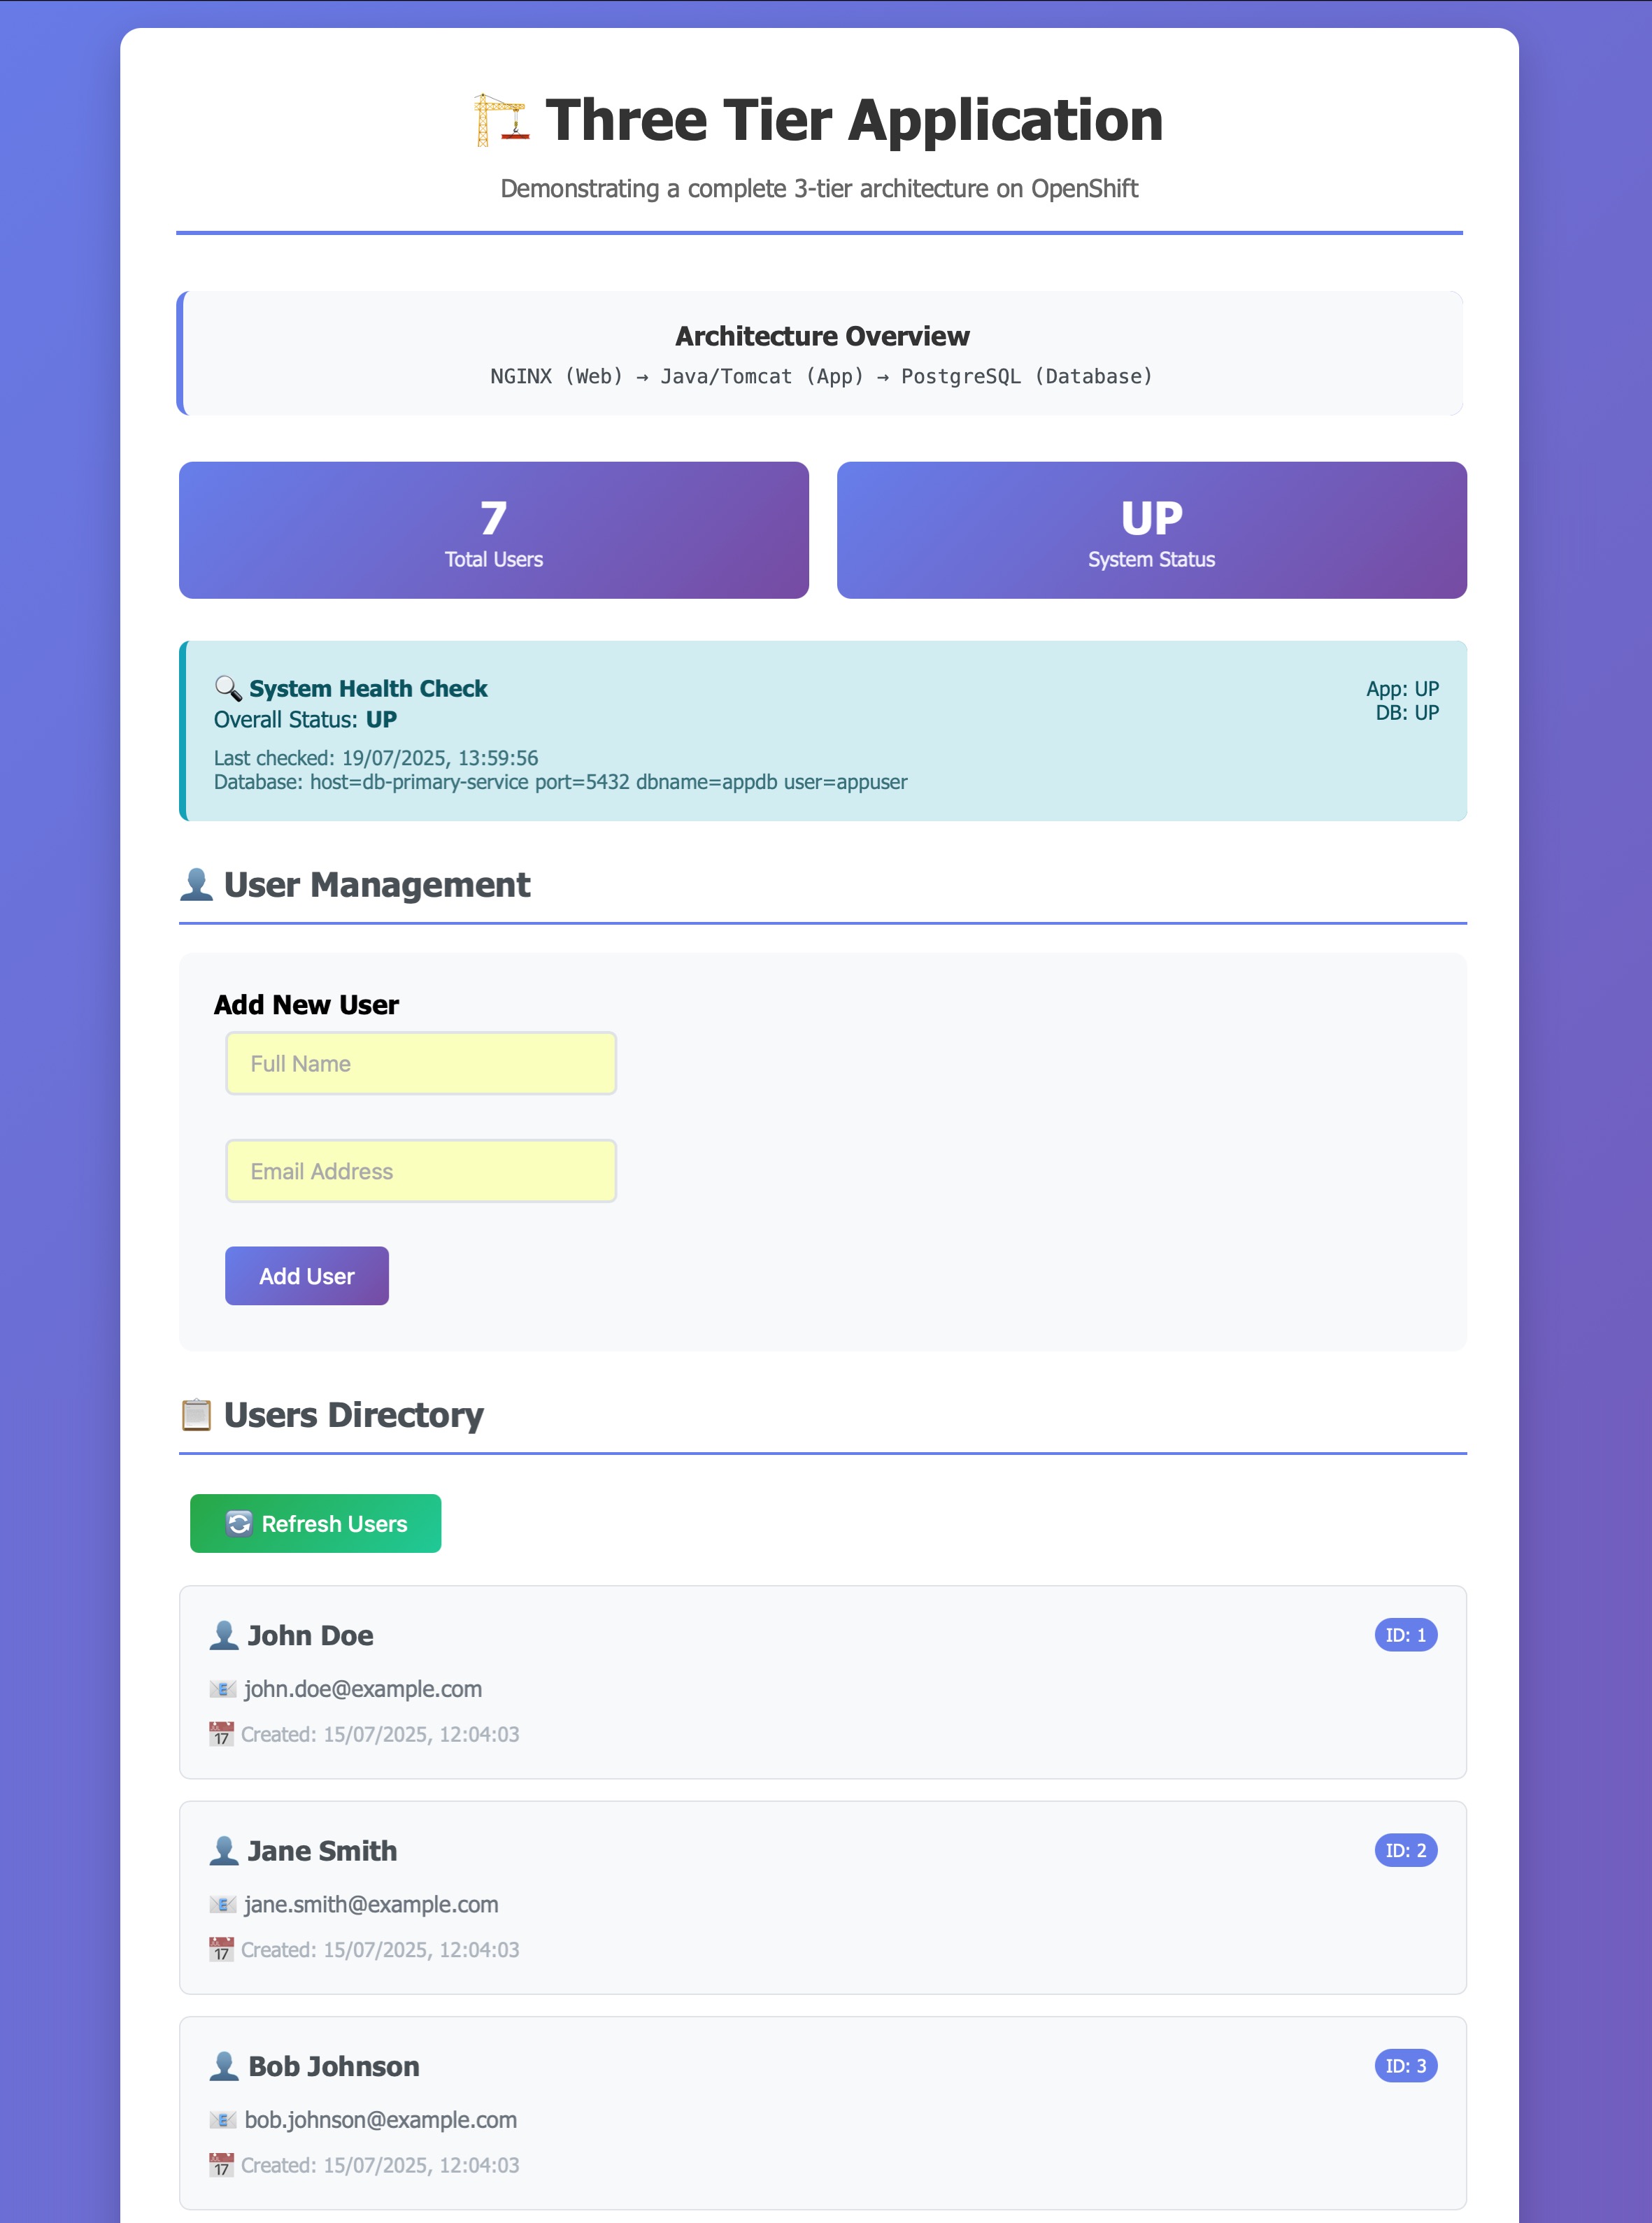 Three Tier Application
Demonstrating a complete 3-tier architecture on OpenShift
Architecture Overview
NGINX (Web) → Java/Tomcat (App) → PostgreSQL (Database)
7
Total Users
UP
System Status
System Health Check
Overall Status: UP
Last checked: 19/07/2025, 13:59:56
Database: host=db-primary-service port=5432 dbname=appdb user=appuser
App: UP
DB: UP
User Management
Add New User
Full Name
Email Address
Add User
Users Directory
Refresh Users
John Doe
ID: 1
john.doe@example.com
Created: 15/07/2025, 12:04:03
Jane Smith
ID: 2
jane.smith@example.com
Created: 15/07/2025, 12:04:03
Bob Johnson
ID: 3
bob.johnson@example.com
Created: 15/07/2025, 12:04:03